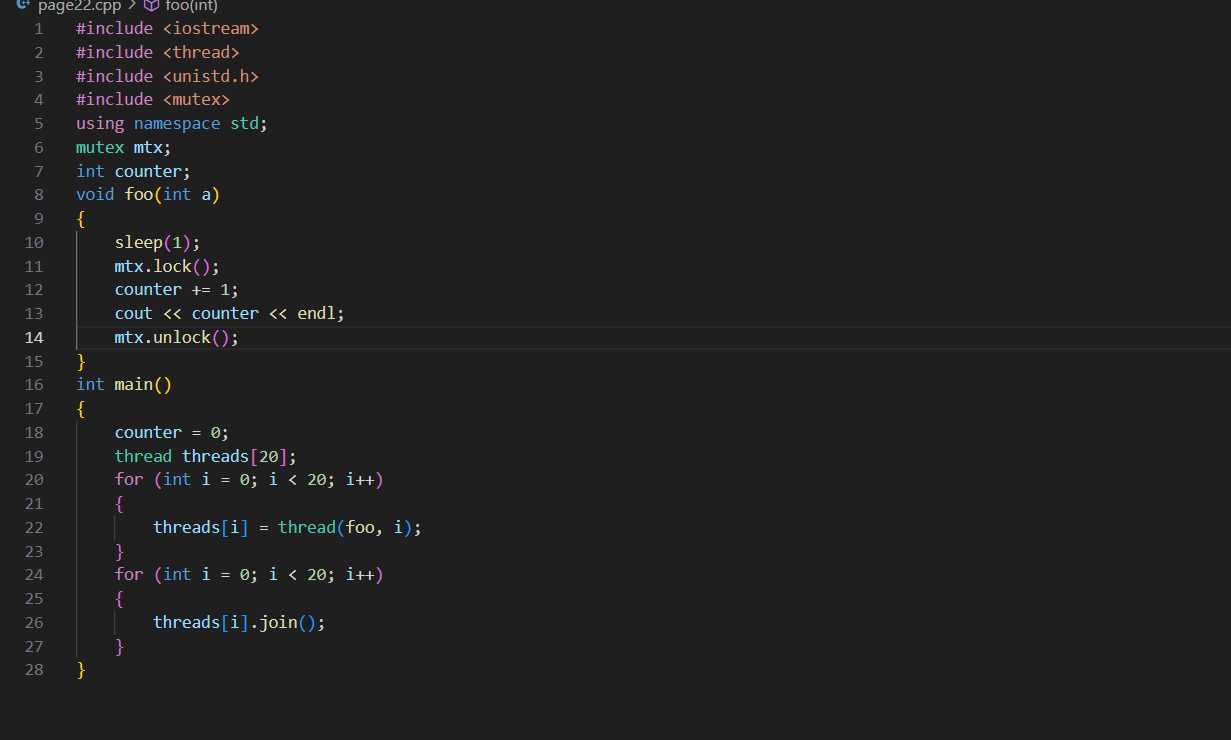 page22.cpp > foo(int)
1 #include <iostream>
2 #include <thread>
3 #include <unistd.h>
4 #include <mutex>
5 using namespace std;
6 mutex mtx;
7 int counter;
8 void foo(int a)
9 {
10     sleep(1);
11     mtx.lock();
12     counter += 1;
13     cout << counter << endl;
14     mtx.unlock();
15 }
16 int main()
17 {
18     counter = 0;
19     thread threads[20];
20     for (int i = 0; i < 20; i++)
21     {
22         threads[i] = thread(foo, i);
23     }
24     for (int i = 0; i < 20; i++)
25     {
26         threads[i].join();
27     }
28 }